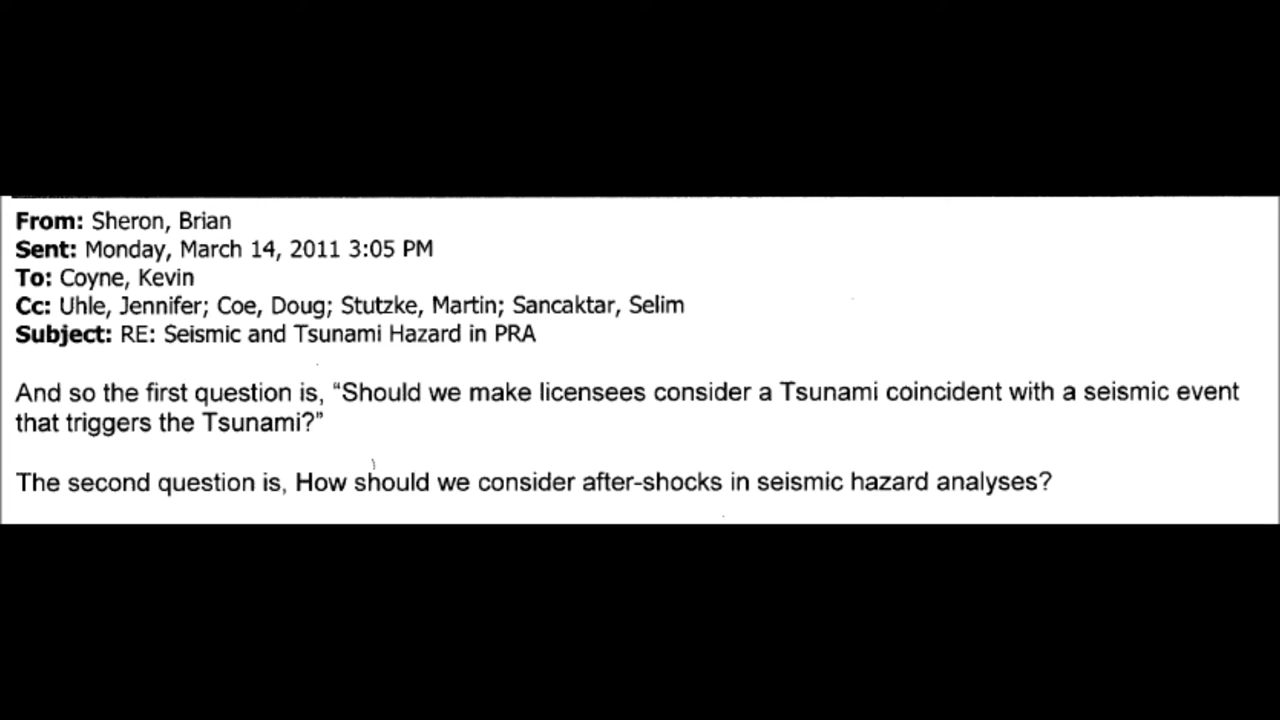 From: Sheron, Brian
Sent: Monday, March 14, 2011 3:05 PM
To: Coyne, Kevin
Cc: Uhle, Jennifer; Coe, Doug; Stutzke, Martin; Sancaktar, Selim
Subject: RE: Seismic and Tsunami Hazard in PRA
And so the first question is, “Should we make licensees consider a Tsunami coincident with a seismic event
that triggers the Tsunami?”
The second question is, How should we consider after-shocks in seismic hazard analyses?